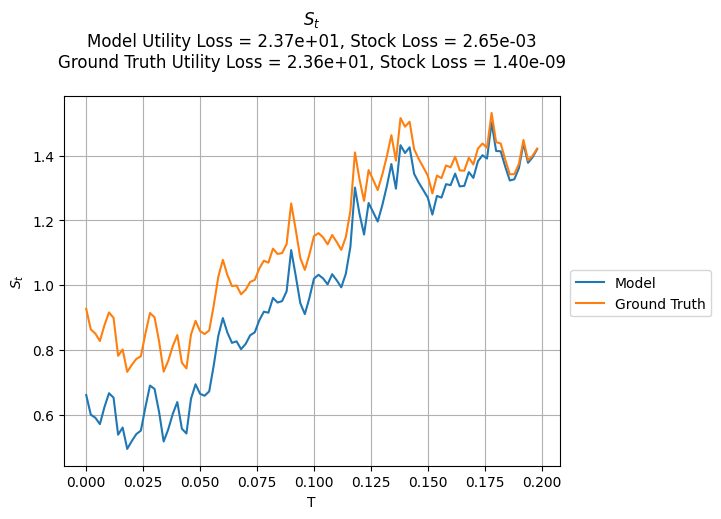 S_t
Model Utility Loss = 2.37e+01, Stock Loss = 2.65e-03
Ground Truth Utility Loss = 2.36e+01, Stock Loss = 1.40e-09
1.4
1.2
1.0
0.8
0.6
S_t
0.000 0.025 0.050 0.075 0.100 0.125 0.150 0.175 0.200
T
Model
Ground Truth